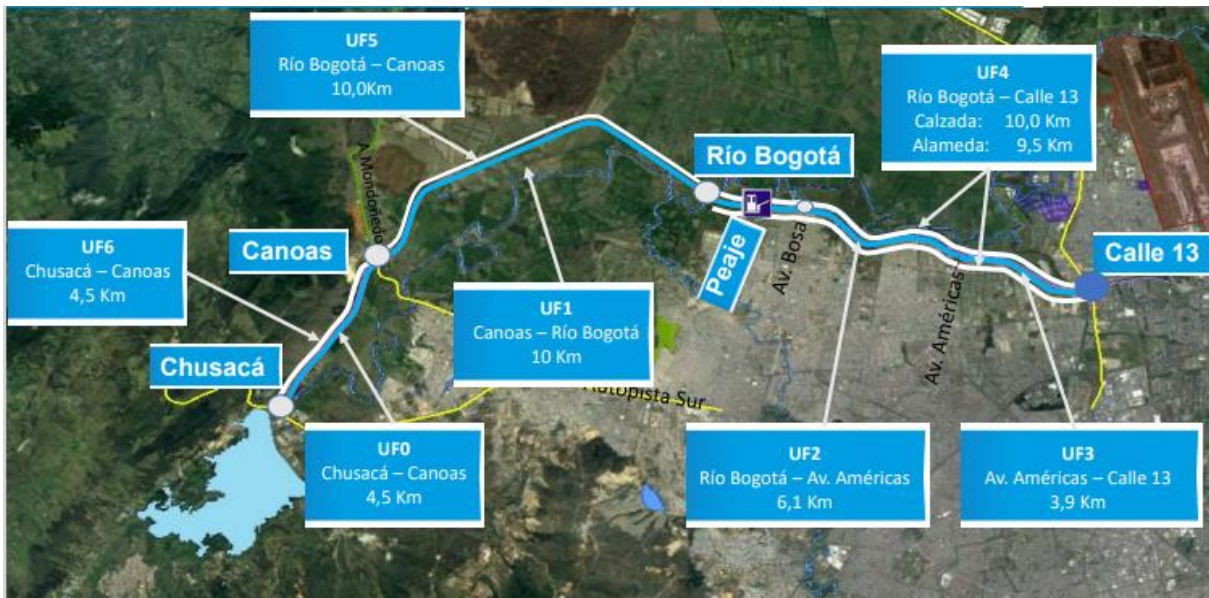 UF5
Río Bogotá – Canoas
10,0Km
UF4
Río Bogotá – Calle 13
Calzada: 10,0 Km
Alameda: 9,5 Km
Río Bogotá
A Mondoñedo
UF6
Chusacá – Canoas
4,5 Km
Canoas
Peaje
Av. Bosa
Av. Américas
Calle 13
UF1
Canoas – Río Bogotá
10 Km
Chusacá
Autopista Sur
UF0
Chusacá – Canoas
4,5 Km
UF2
Río Bogotá – Av. Américas
6,1 Km
UF3
Av. Américas – Calle 13
3,9 Km